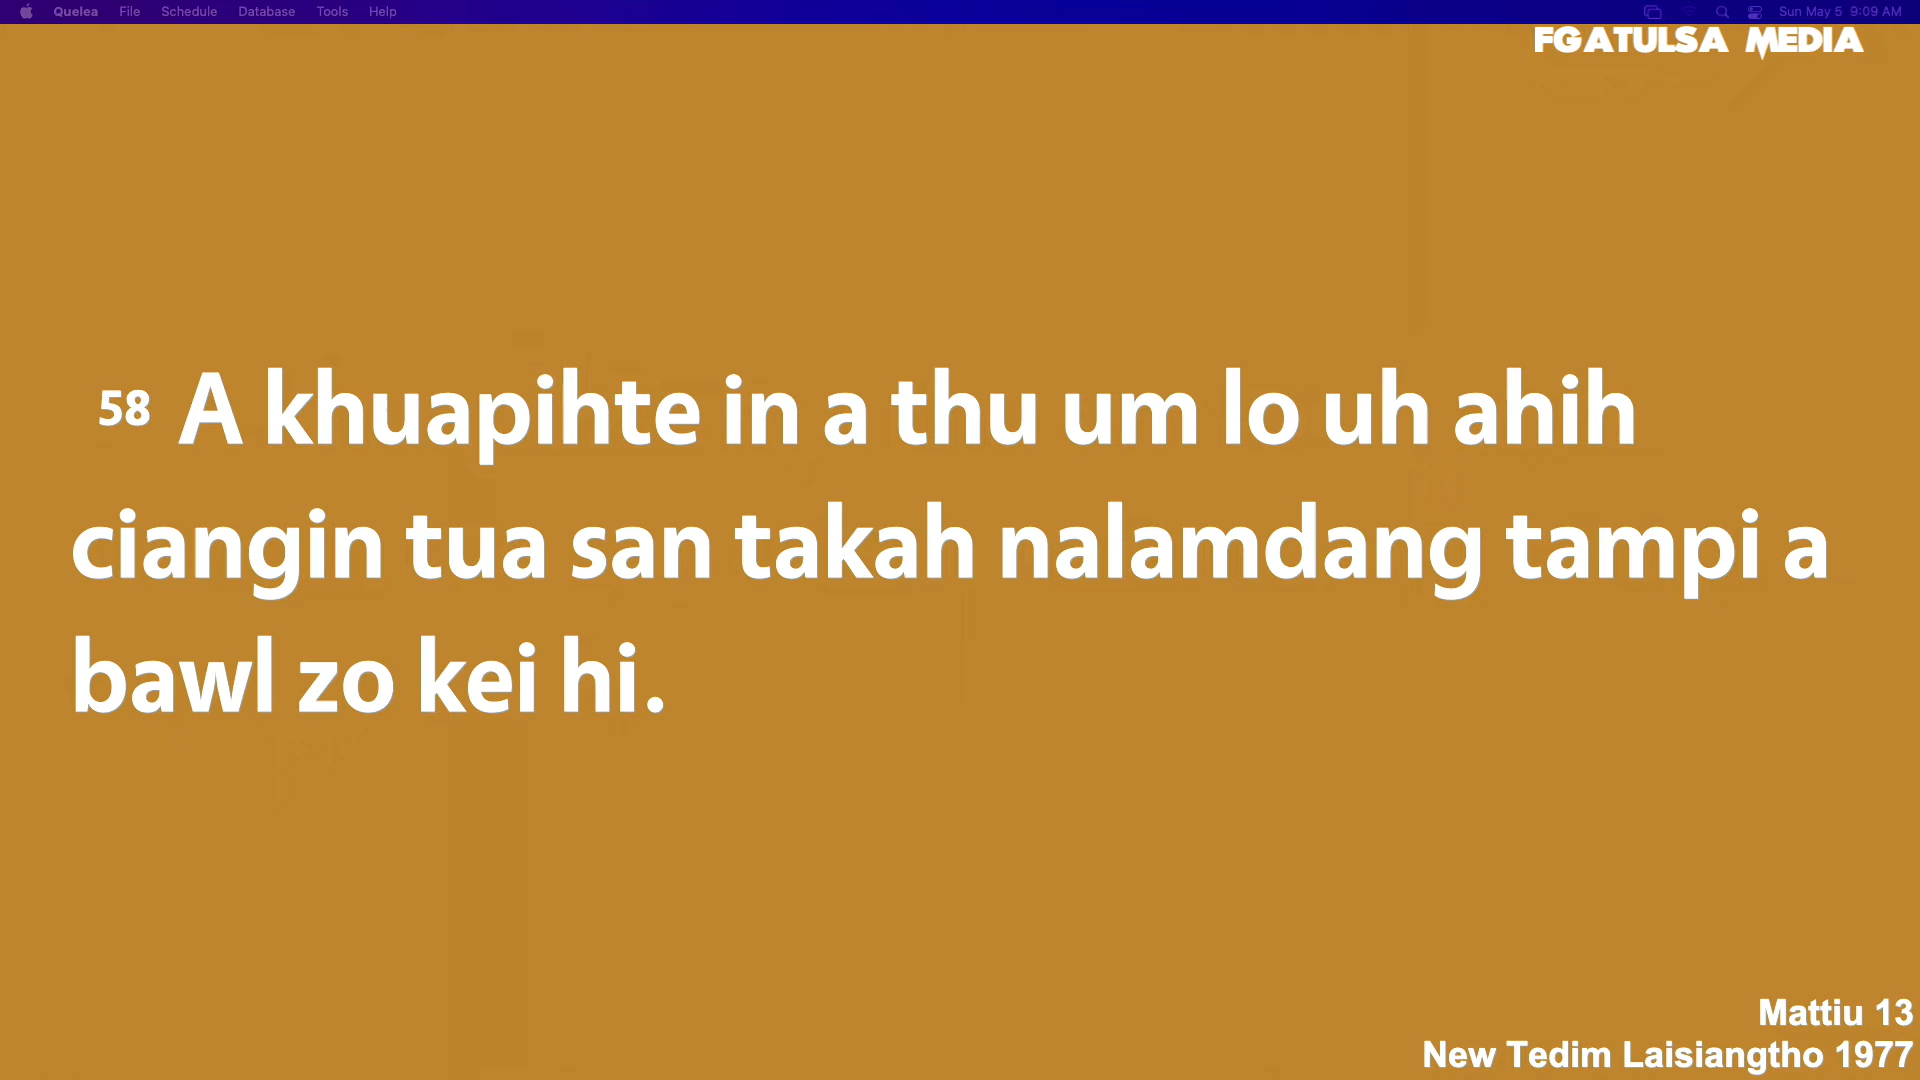 Quelea File Schedule Database Tools Help Sun May 5 9:09 AM
FGATULSA MEDIA
58 A khuapihte in a thu um lo uh ahih
ciangin tua san takah nalamdang tampi a
bawl zo kei hi.
Mattiu 13
New Tedim Laisiangtho 1977